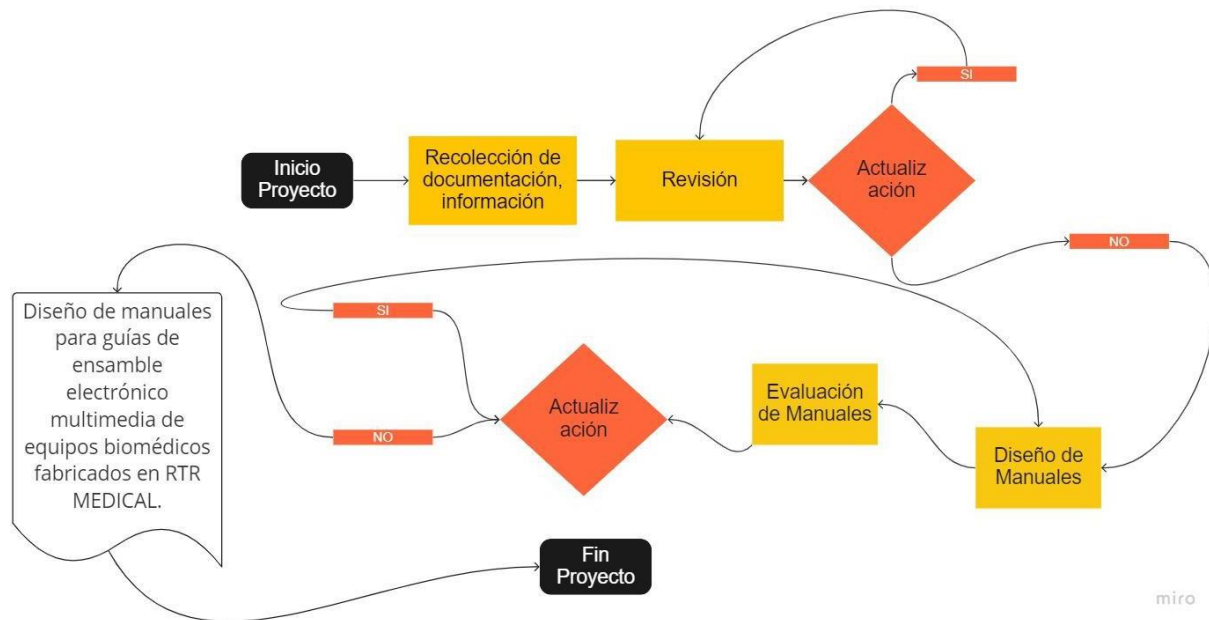 SI
Inicio
Proyecto
Recolección de
documentación,
información
Revisión
Actualiz
ación
NO
Diseño de manuales
para guías de
ensamble
electrónico
multimedia de
equipos biomédicos
fabricados en RTR
MEDICAL.
SI
NO
Actualiz
ación
Evaluación
de Manuales
Diseño de
Manuales
Fin
Proyecto
miro